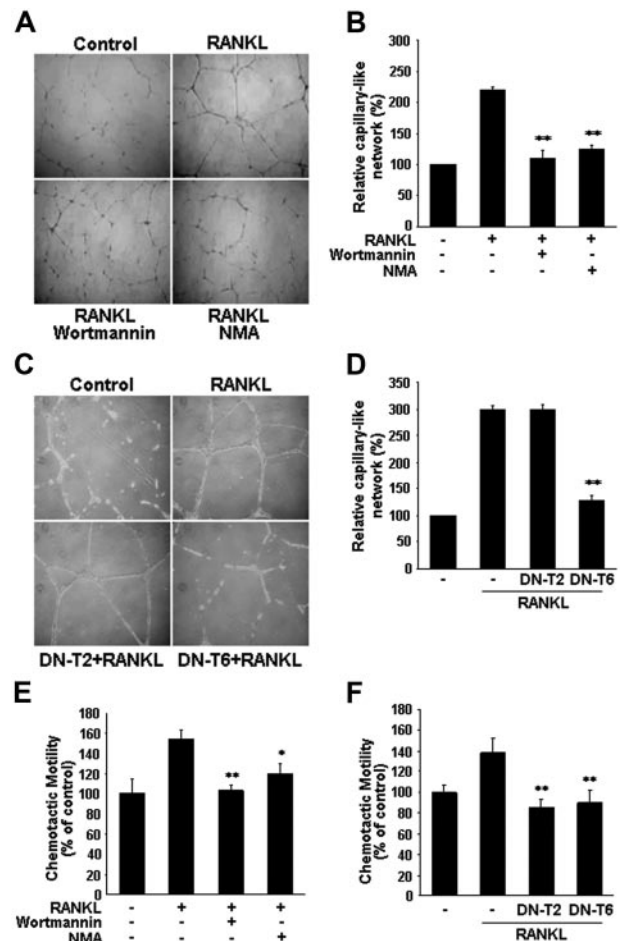 A
Control RANKL
RANKL RANKL
Wortmannin NMA
B
Relative capillary-like
network (%)
300
250
200
150
100
50
0
** **
RANKL - + + +
Wortmannin - - + -
NMA - - - +
C
Control RANKL
DN-T2+RANKL DN-T6+RANKL
D
Relative capillary-like
network (%)
350
300
250
200
150
100
50
0
**
- - DN-T2 DN-T6
RANKL
E
Chemotactic Motility
(% of control)
180
160
140
120
100
80
60
40
20
0
** *
RANKL - + + +
Wortmannin - - + -
NMA - - - +
F
Chemotactic Motility
(% of control)
180
160
140
120
100
80
60
40
20
0
** **
- - DN-T2 DN-T6
RANKL